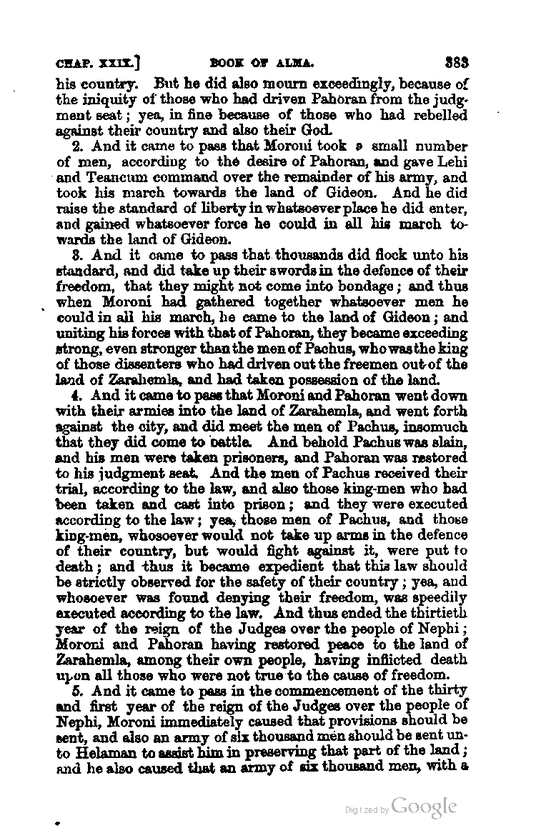 CHAP. XXIX.] BOOK OF ALMA. 383
his country. But he did also mourn exceedingly, because of
the iniquity of those who had driven Pahoran from the judg-
ment seat; yea, in fine because of those who had rebelled
against their country and also their God.
2. And it came to pass that Moroni took a small number
of men, according to the desire of Pahoran, and gave Lehi
and Teancum command over the remainder of his army, and
took his march towards the land of Gideon. And he did
raise the standard of liberty in whatsoever place he did enter,
and gained whatsoever force he could in all his march to-
wards the land of Gideon.
3. And it came to pass that thousands did flock unto his
standard, and did take up their swords in the defence of their
freedom, that they might not come into bondage; and thus
when Moroni had gathered together whatsoever men he
could in all his march, he came to the land of Gideon; and
uniting his forces with that of Pahoran, they became exceeding
strong, even stronger than the men of Pachus, who was the king
of those dissenters who had driven out the freemen out of the
land of Zarahemla, and had taken possession of the land.
4. And it came to pass that Moroni and Pahoran went down
with their armies into the land of Zarahemla, and went forth
against the city, and did meet the men of Pachus, insomuch
that they did come to battle. And behold Pachus was slain,
and his men were taken prisoners, and Pahoran was restored
to his judgment seat. And the men of Pachus received their
trial, according to the law, and also those king-men who had
been taken and cast into prison; and they were executed
according to the law; yea, those men of Pachus, and those
king-men, whosoever would not take up arms in the defence
of their country, but would fight against it, were put to
death; and thus it became expedient that this law should
be strictly observed for the safety of their country; yea, and
whosoever was found denying their freedom, was speedily
executed according to the law. And thus ended the thirtieth
year of the reign of the Judges over the people of Nephi;
Moroni and Pahoran having restored peace to the land of
Zarahemla, among their own people, having inflicted death
upon all those who were not true to the cause of freedom.
5. And it came to pass in the commencement of the thirty
and first year of the reign of the Judges over the people of
Nephi, Moroni immediately caused that provisions should be
sent, and also an army of six thousand men should be sent un-
to Helaman to assist him in preserving that part of the land;
and he also caused that an army of six thousand men, with a
Digitized by Google